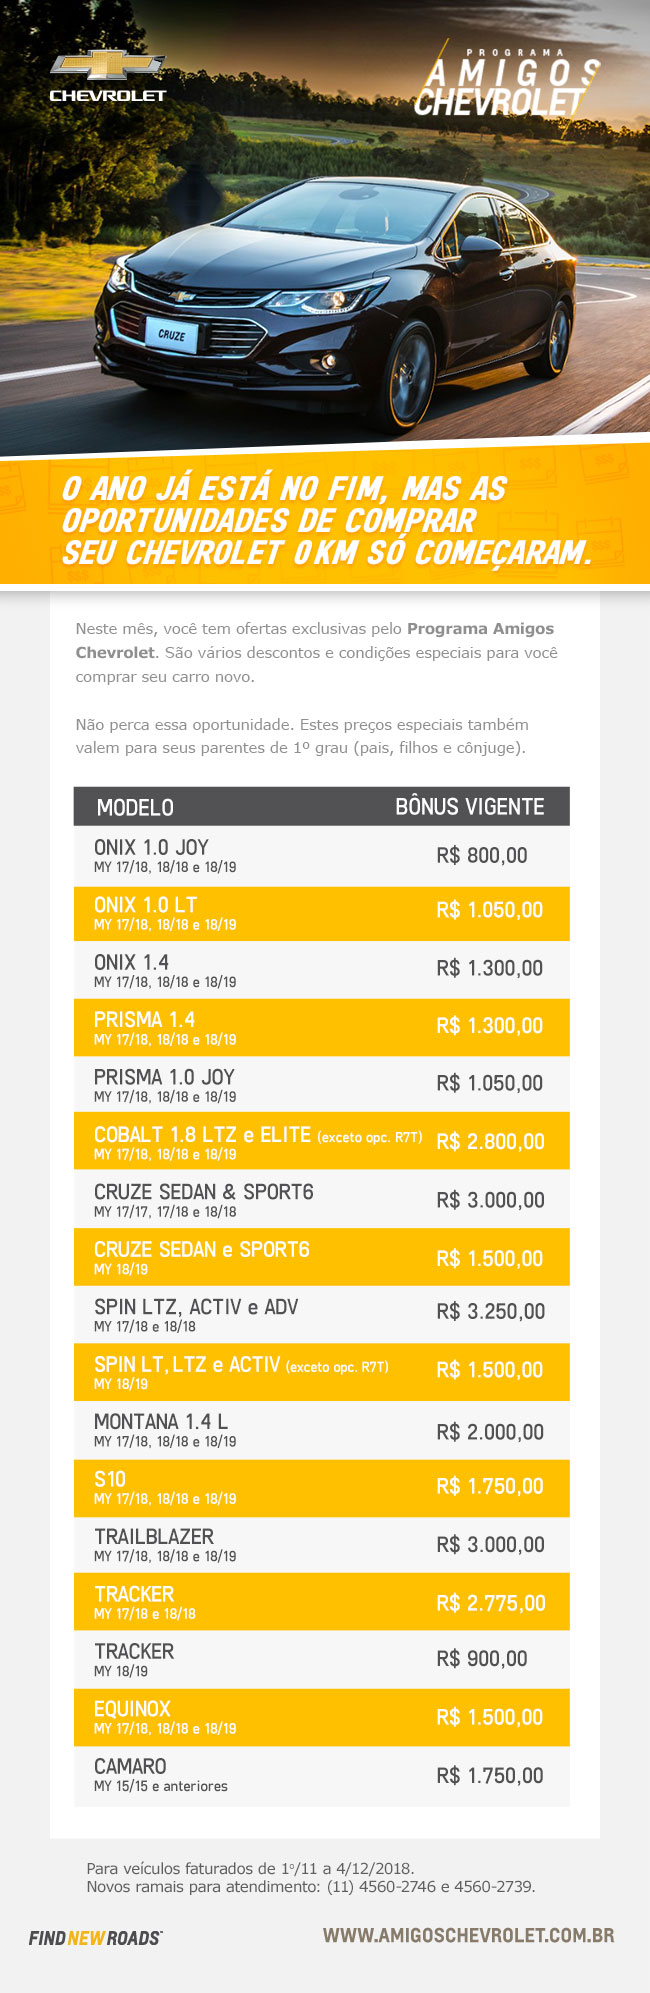 CHEVROLET
PROGRAMA
AMIGOS
CHEVROLET
CRUZE
O ANO JÁ ESTÁ NO FIM, MAS AS
OPORTUNIDADES DE COMPRAR
SEU CHEVROLET 0KM SÓ COMEÇARAM.
Neste mês, você tem ofertas exclusivas pelo Programa Amigos
Chevrolet. São vários descontos e condições especiais para você
comprar seu carro novo.
Não perca essa oportunidade. Estes preços especiais também
valem para seus parentes de 1º grau (pais, filhos e cônjuge).
MODELO BÔNUS VIGENTE
ONIX 1.0 JOY
MY 17/18, 18/18 e 18/19
R$ 800,00
ONIX 1.0 LT
MY 17/18, 18/18 e 18/19
R$ 1.050,00
ONIX 1.4
MY 17/18, 18/18 e 18/19
R$ 1.300,00
PRISMA 1.4
MY 17/18, 18/18 e 18/19
R$ 1.300,00
PRISMA 1.0 JOY
MY 17/18, 18/18 e 18/19
R$ 1.050,00
COBALT 1.8 LTZ e ELITE (exceto opc. R7T)
MY 17/18, 18/18 e 18/19
R$ 2.800,00
CRUZE SEDAN & SPORT6
MY 17/17, 17/18 e 18/18
R$ 3.000,00
CRUZE SEDAN e SPORT6
MY 18/19
R$ 1.500,00
SPIN LTZ, ACTIV e ADV
MY 17/18 e 18/18
R$ 3.250,00
SPIN LT, LTZ e ACTIV (exceto opc. R7T)
MY 18/19
R$ 1.500,00
MONTANA 1.4 L
MY 17/18, 18/18 e 18/19
R$ 2.000,00
S10
MY 17/18, 18/18 e 18/19
R$ 1.750,00
TRAILBLAZER
MY 17/18, 18/18 e 18/19
R$ 3.000,00
TRACKER
MY 17/18 e 18/18
R$ 2.775,00
TRACKER
MY 18/19
R$ 900,00
EQUINOX
MY 17/18, 18/18 e 18/19
R$ 1.500,00
CAMARO
MY 15/15 e anteriores
R$ 1.750,00
Para veículos faturados de 1º/11 a 4/12/2018.
Novos ramais para atendimento: (11) 4560-2746 e 4560-2739.
FIND NEW ROADS™
WWW.AMIGOSCHEVROLET.COM.BR